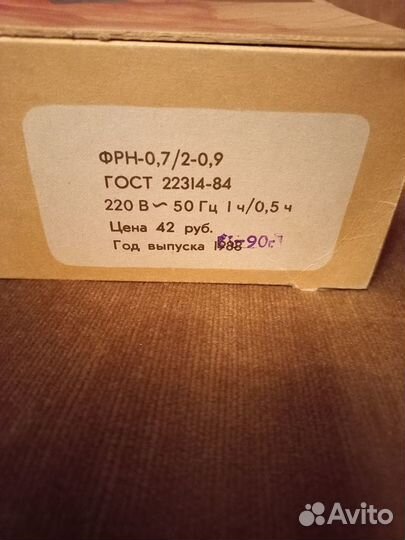 ФРН-0,7/2-0,9
ГОСТ 22314-84
220 В ~ 50 Гц 1 ч/0,5 ч
Цена 42 руб.
Год выпуска 1988
-90г.
Avito